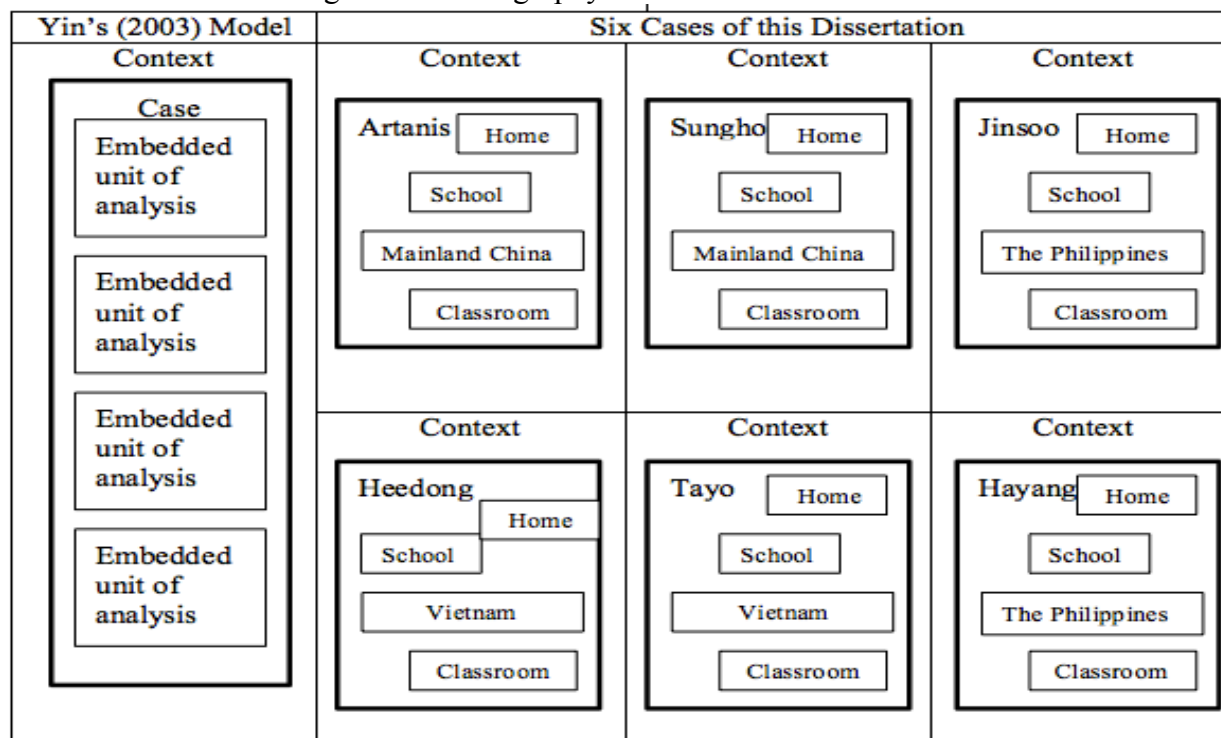 Yin's (2003) Model
Six Cases of this Dissertation
Context
Case
Embedded
unit of
analysis
Embedded
unit of
analysis
Embedded
unit of
analysis
Embedded
unit of
analysis
Context
Artanis
Home
School
Mainland China
Classroom
Context
Sungho
Home
School
Mainland China
Classroom
Context
Jinsoo
Home
School
The Philippines
Classroom
Context
Heedong
Home
School
Vietnam
Classroom
Context
Tayo
Home
School
Vietnam
Classroom
Context
Hayang
Home
School
The Philippines
Classroom